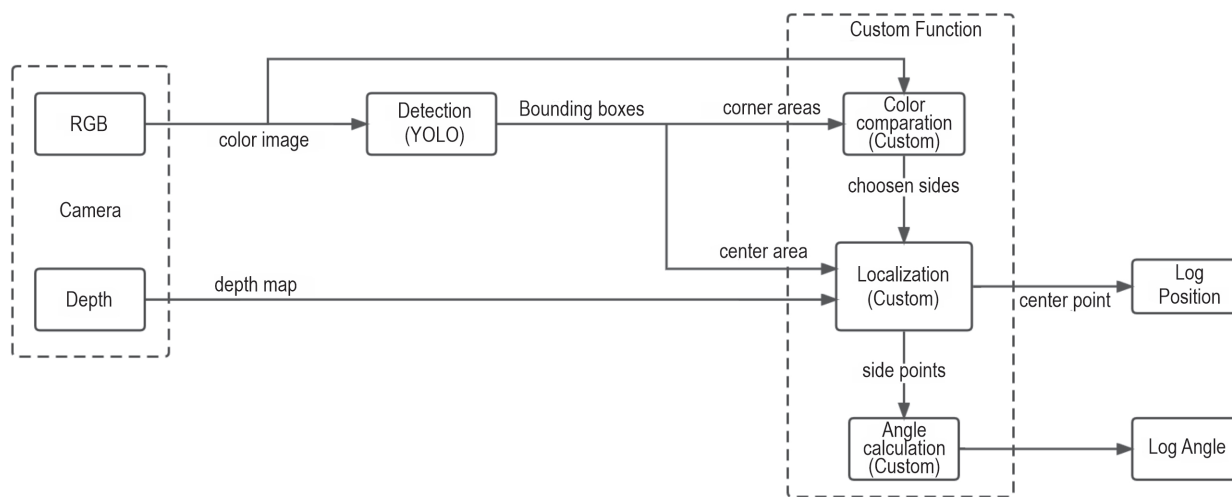 Custom Function
RGB
color image
Detection
(YOLO)
Bounding boxes
corner areas
Color
comparation
(Custom)
choosen sides
Camera
center area
Depth
depth map
Localization
(Custom)
center point
Log
Position
side points
Angle
calculation
(Custom)
Log Angle